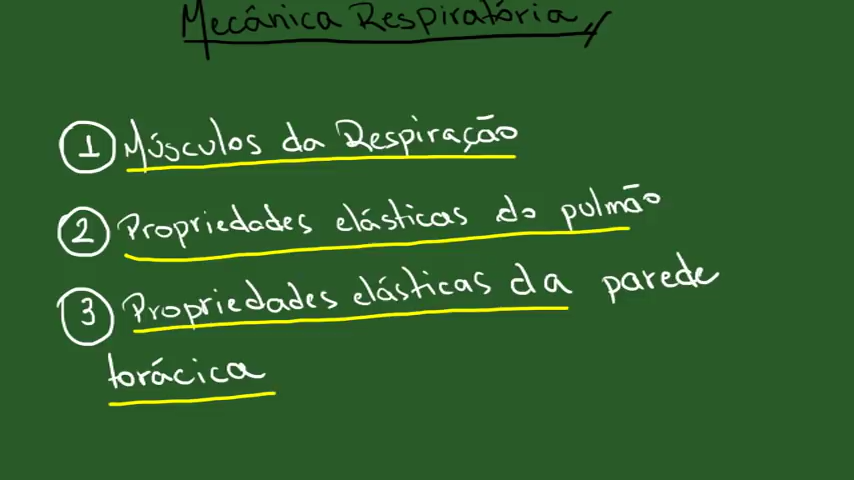 Mecânica Respiratória
1 Músculos da Respiração
2 Propriedades elásticas do pulmão
3 Propriedades elásticas da parede
torácica